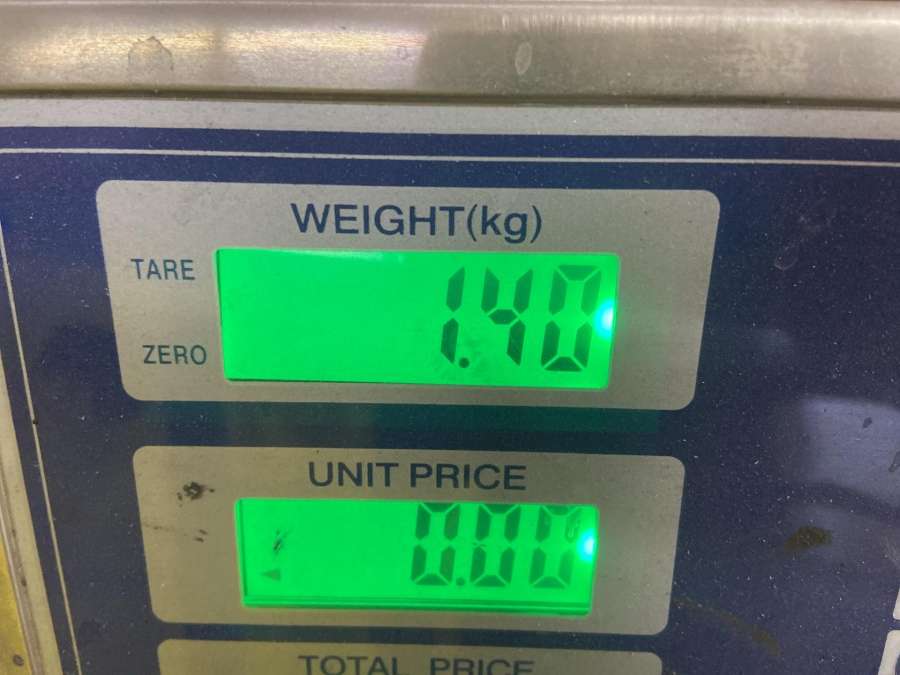 WEIGHT(kg)
TARE
1.40
ZERO
UNIT PRICE
0.00
TOTAL PRICE